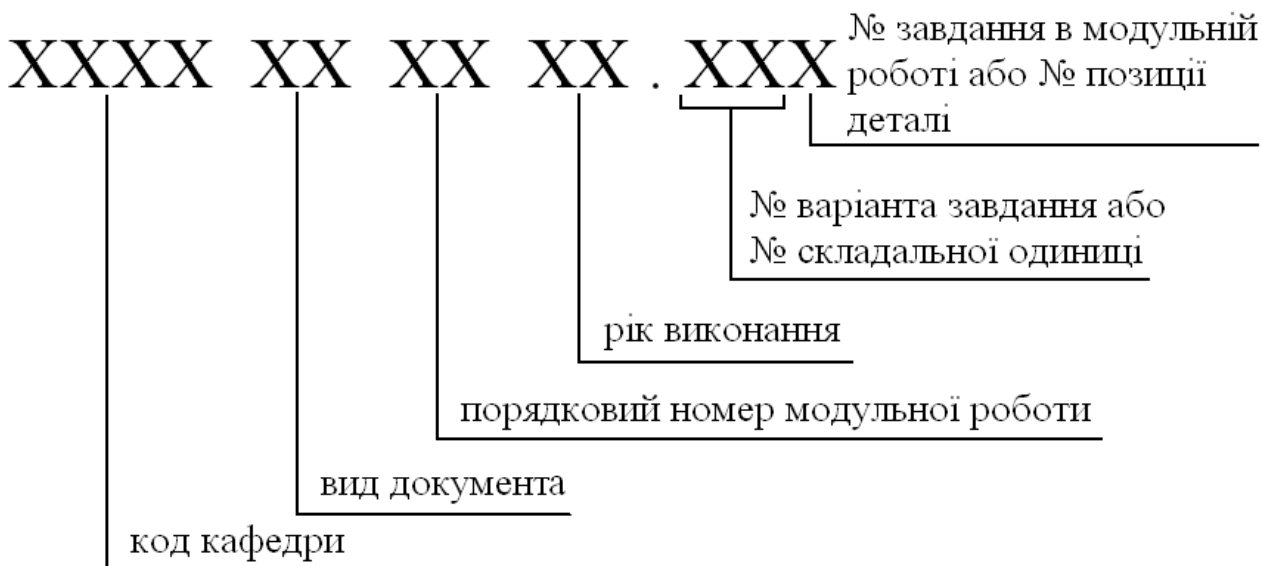 XXXX XX XX XX . XXX
№ завдання в модульній
роботі або № позиції
деталі
№ варіанта завдання або
№ складальної одиниці
рік виконання
порядковий номер модульної роботи
вид документа
код кафедри